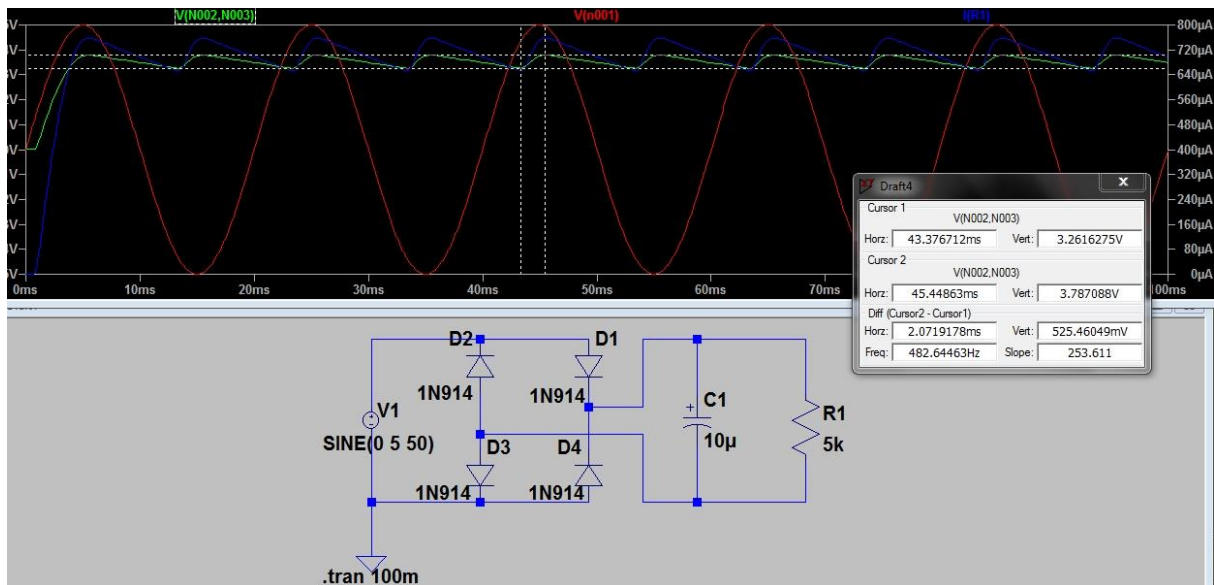 V(N002,N003) V(n001) I(R1)
800µA
720µA
640µA
560µA
480µA
400µA
320µA
240µA
160µA
80µA
0µA
0ms 10ms 20ms 30ms 40ms 50ms 60ms 70ms 100ms
Draft4
Cursor 1
V(N002,N003)
Horz: 43.376712ms Vert: 3.2616275V
Cursor 2
V(N002,N003)
Horz: 45.44863ms Vert: 3.787088V
Diff (Cursor2 - Cursor1)
Horz: 2.0719178ms Vert: 525.46049mV
Freq: 482.64463Hz Slope: 253.611
D2 D1
1N914 1N914
V1
SINE(0 5 50)
C1
10µ
R1
5k
D3 D4
1N914 1N914
.tran 100m